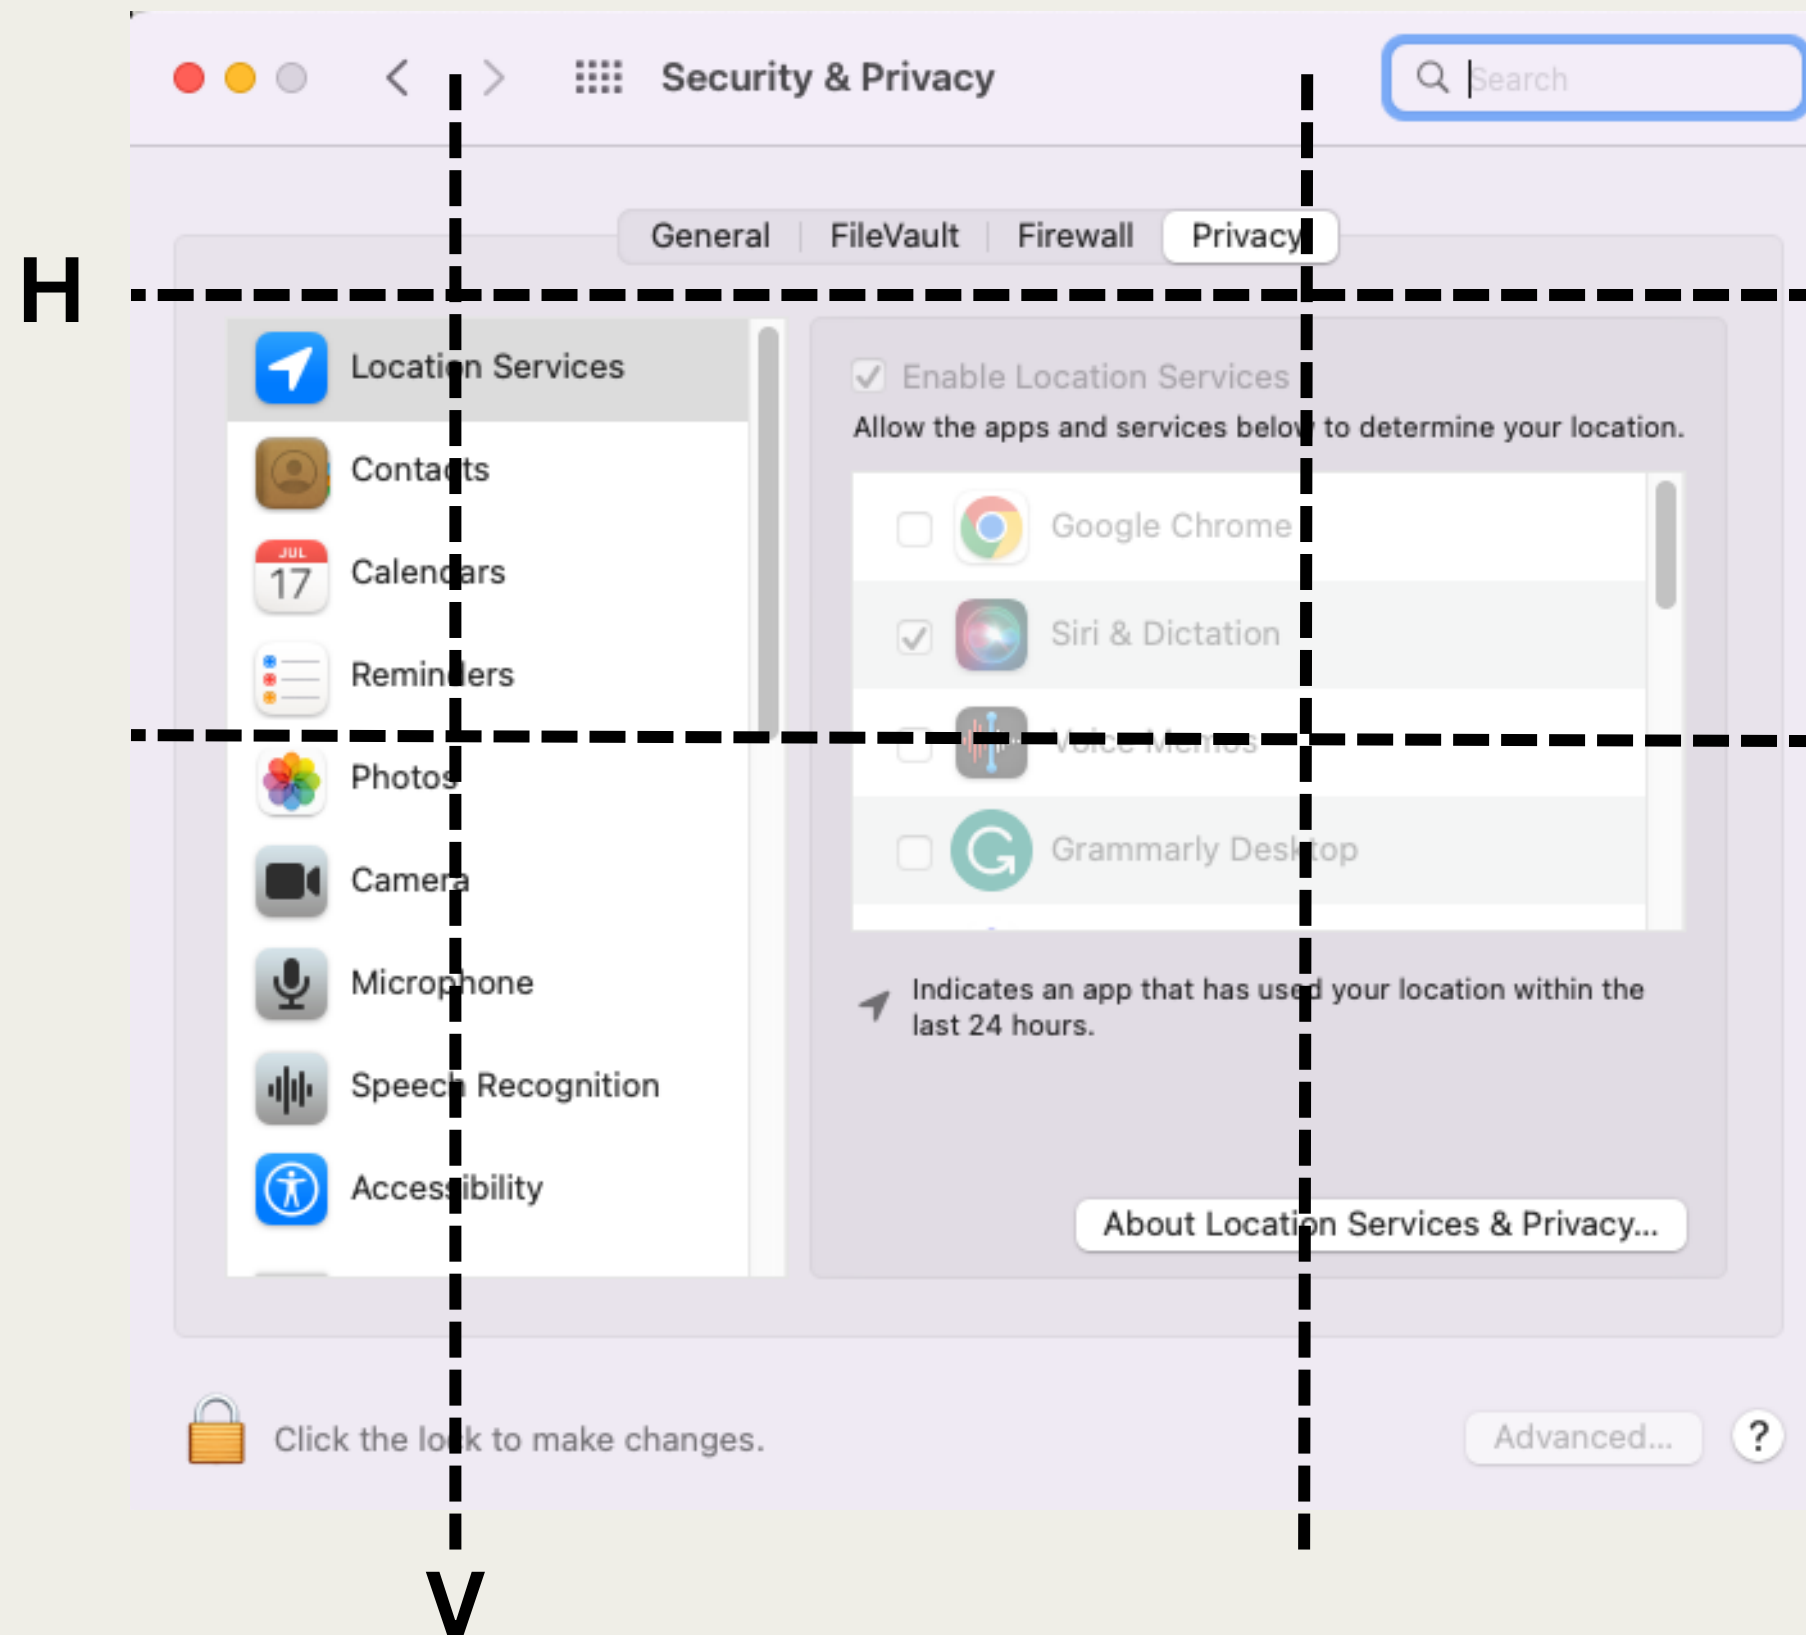 Security & Privacy
Search
General FileVault Firewall Privacy
H
Location Services
Contacts
JUL
17
Calendars
Reminders
Photos
Camera
Microphone
Speech Recognition
Accessibility
Enable Location Services
Allow the apps and services below to determine your location.
Google Chrome
Siri & Dictation
Voice Memos
Grammarly Desktop
Indicates an app that has used your location within the
last 24 hours.
About Location Services & Privacy...
Click the lock to make changes.
Advanced...
?
V